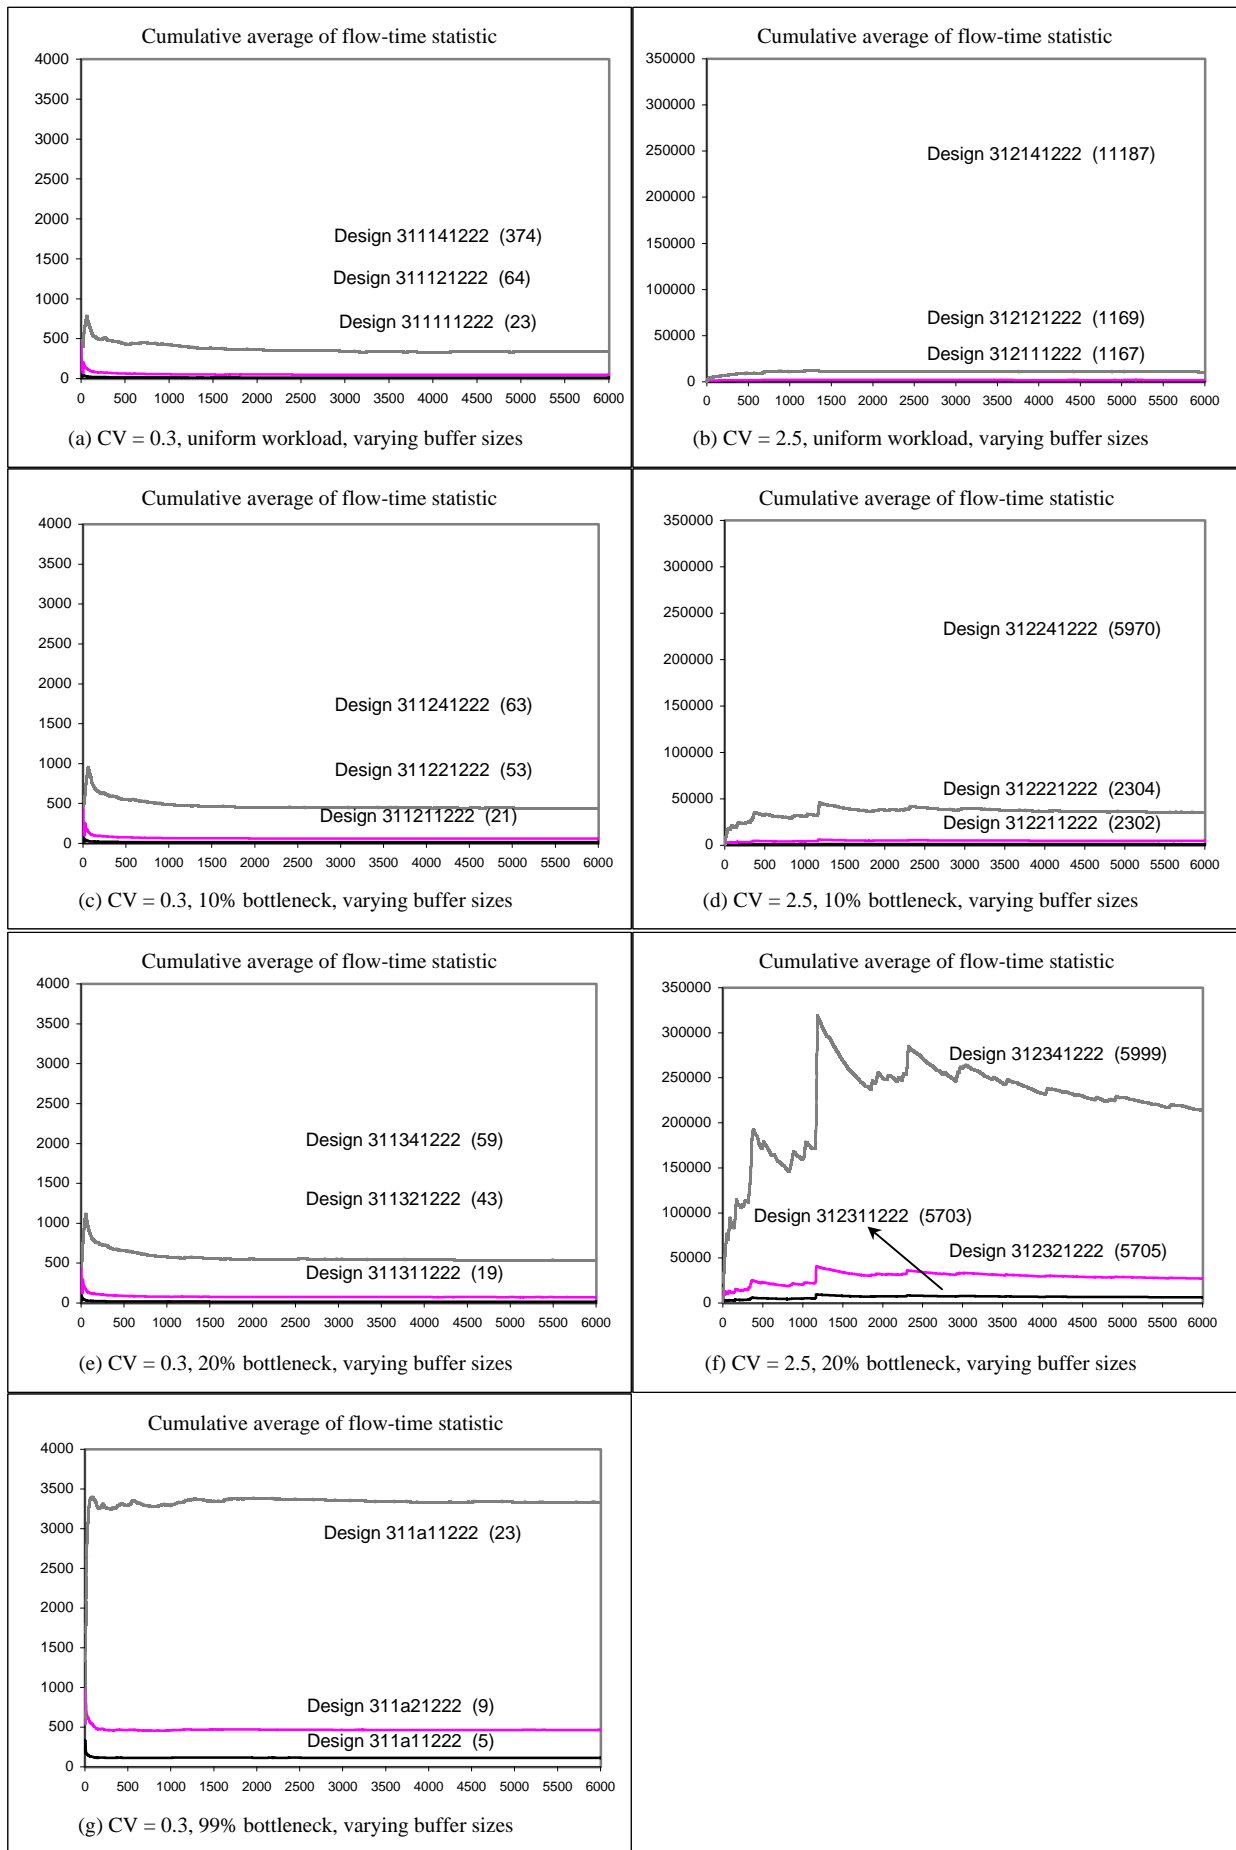 Cumulative average of flow-time statistic
4000
3500
3000
2500
2000
1500
1000
500
0
Design 311141222 (374)
Design 311121222 (64)
Design 311111222 (23)
0 500 1000 1500 2000 2500 3000 3500 4000 4500 5000 5500 6000
(a) CV = 0.3, uniform workload, varying buffer sizes
Cumulative average of flow-time statistic
350000
300000
250000
200000
150000
100000
50000
0
Design 312141222 (11187)
Design 312121222 (1169)
Design 312111222 (1167)
0 500 1000 1500 2000 2500 3000 3500 4000 4500 5000 5500 6000
(b) CV = 2.5, uniform workload, varying buffer sizes
Cumulative average of flow-time statistic
4000
3500
3000
2500
2000
1500
1000
500
0
Design 311241222 (63)
Design 311221222 (53)
Design 311211222 (21)
0 500 1000 1500 2000 2500 3000 3500 4000 4500 5000 5500 6000
(c) CV = 0.3, 10% bottleneck, varying buffer sizes
Cumulative average of flow-time statistic
350000
300000
250000
200000
150000
100000
50000
0
Design 312241222 (5970)
Design 312221222 (2304)
Design 312211222 (2302)
0 500 1000 1500 2000 2500 3000 3500 4000 4500 5000 5500 6000
(d) CV = 2.5, 10% bottleneck, varying buffer sizes
Cumulative average of flow-time statistic
4000
3500
3000
2500
2000
1500
1000
500
0
Design 311341222 (59)
Design 311321222 (43)
Design 311311222 (19)
0 500 1000 1500 2000 2500 3000 3500 4000 4500 5000 5500 6000
(e) CV = 0.3, 20% bottleneck, varying buffer sizes
Cumulative average of flow-time statistic
350000
300000
250000
200000
150000
100000
50000
0
Design 312341222 (5999)
Design 312311222 (5703)
Design 312321222 (5705)
0 500 1000 1500 2000 2500 3000 3500 4000 4500 5000 5500 6000
(f) CV = 2.5, 20% bottleneck, varying buffer sizes
Cumulative average of flow-time statistic
4000
3500
3000
2500
2000
1500
1000
500
0
Design 311a11222 (23)
Design 311a21222 (9)
Design 311a11222 (5)
0 500 1000 1500 2000 2500 3000 3500 4000 4500 5000 5500 6000
(g) CV = 0.3, 99% bottleneck, varying buffer sizes